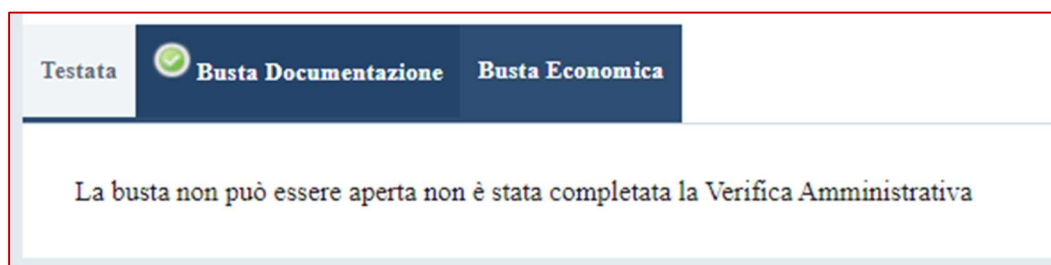 Testata Busta Documentazione Busta Economica
La busta non può essere aperta non è stata completata la Verifica Amministrativa